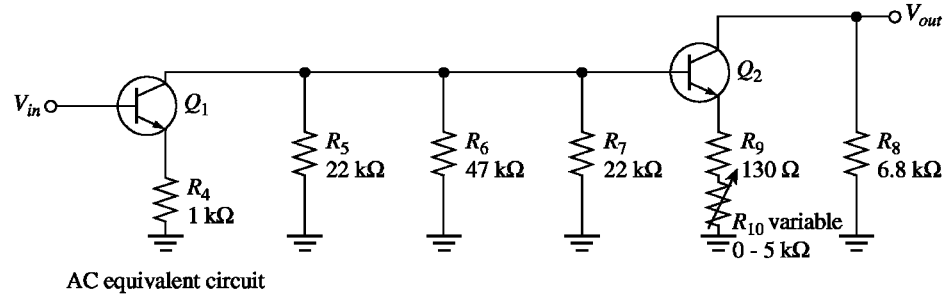 V_out
V_in
Q_1
Q_2
R_4
1 kΩ
R_5
22 kΩ
R_6
47 kΩ
R_7
22 kΩ
R_9
130 Ω
R_10 variable
0 - 5 kΩ
R_8
6.8 kΩ
AC equivalent circuit